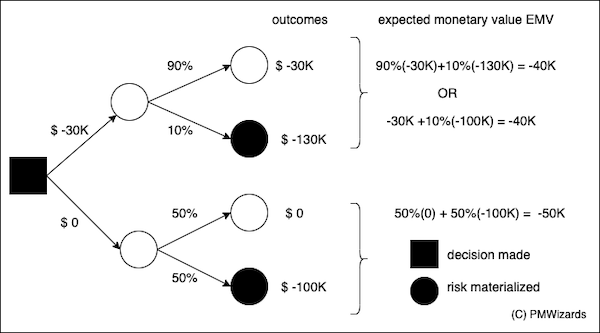 outcomes expected monetary value EMV
90% $ -30K 90%(-30K)+10%(-130K) = -40K
OR
$ -30K 10% $ -130K -30K +10%(-100K) = -40K
$ 0 50% $ 0 50%(0) + 50%(-100K) = -50K
decision made
50% $ -100K risk materialized
(C) PMWizards